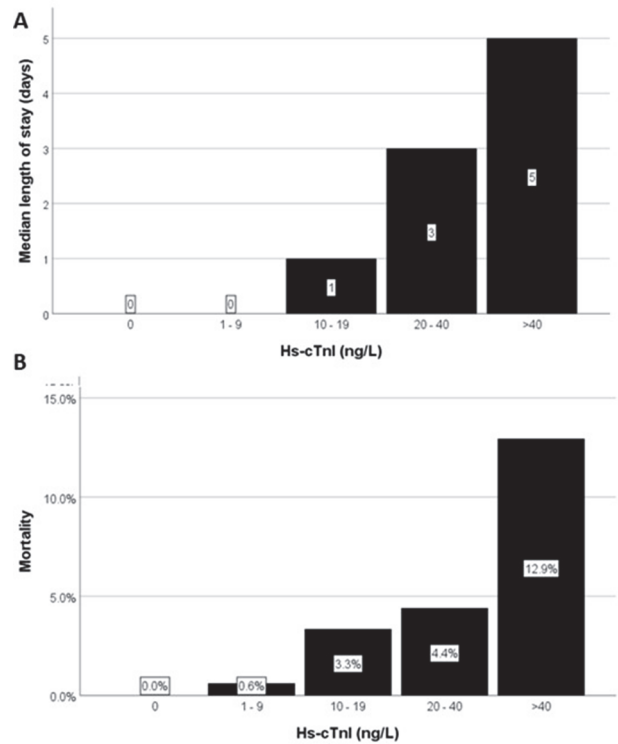 A
Median length of stay (days)
5
4
3
2
1
0
0
0
1
3
5
0
1 - 9
10 - 19
20 - 40
>40
Hs-cTnI (ng/L)
B
Mortality
15.0%
10.0%
5.0%
0.0%
0.0%
0.6%
3.3%
4.4%
12.9%
0
1 - 9
10 - 19
20 - 40
>40
Hs-cTnI (ng/L)